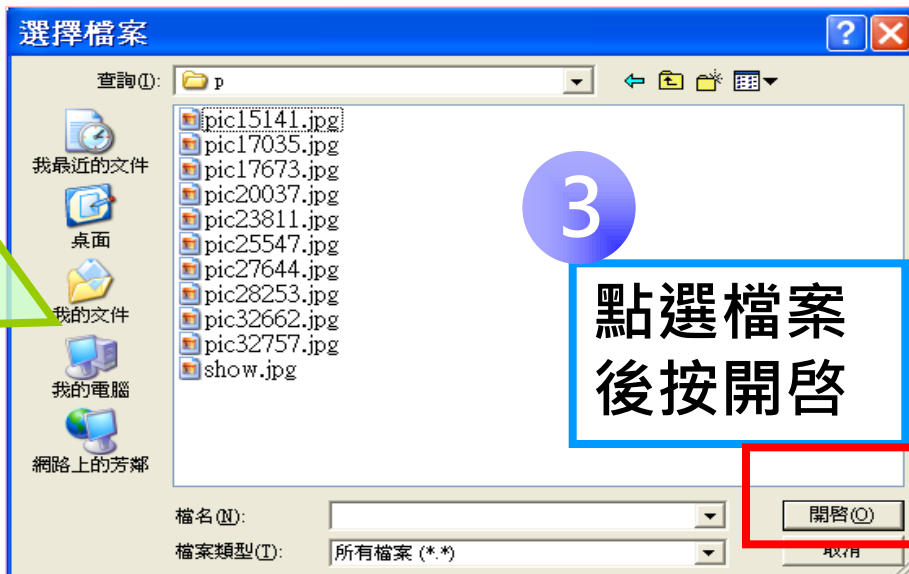 選擇檔案
查詢(I):
p
我最近的文件
桌面
我的文件
我的電腦
網路上的芳鄰
pic15141.jpg
pic17035.jpg
pic17673.jpg
pic20037.jpg
pic23811.jpg
pic25547.jpg
pic27644.jpg
pic28253.jpg
pic32662.jpg
pic32757.jpg
show.jpg
3
點選檔案
後按開啓
檔名(N):
開啓(O)
檔案類型(T):
所有檔案 (*.*)
取消